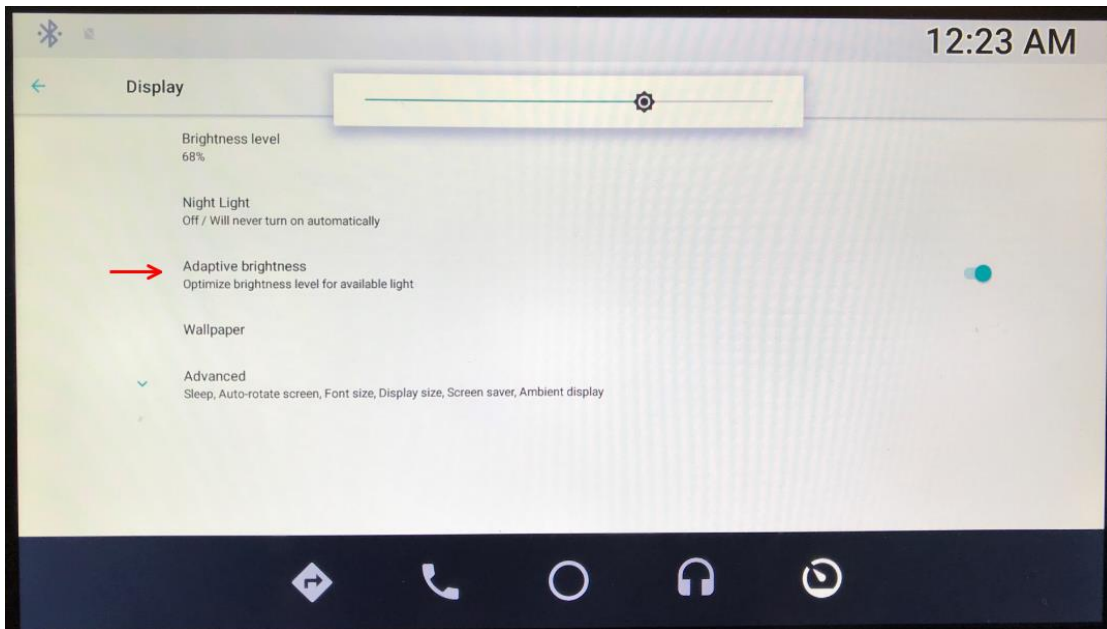 12:23 AM
Display
Brightness level
68%
Night Light
Off / Will never turn on automatically
Adaptive brightness
Optimize brightness level for available light
Wallpaper
Advanced
Sleep, Auto-rotate screen, Font size, Display size, Screen saver, Ambient display